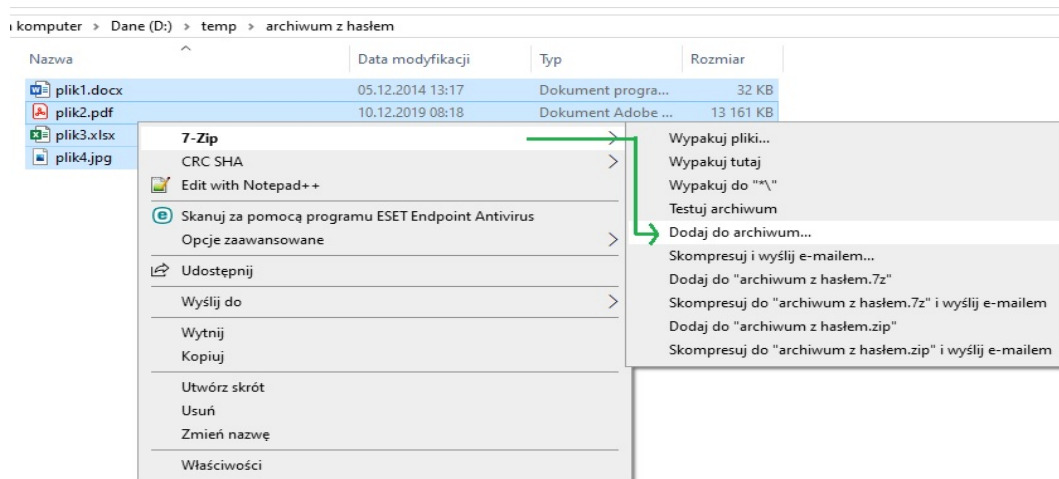 komputer > Dane (D:) > temp > archiwum z hasłem
Nazwa Data modyfikacji Typ Rozmiar
plik1.docx 05.12.2014 13:17 Dokument progra... 32 KB
plik2.pdf 10.12.2019 08:18 Dokument Adobe ... 13 161 KB
plik3.xlsx
plik4.jpg
7-Zip
CRC SHA
Edit with Notepad++
Skanuj za pomocą programu ESET Endpoint Antivirus
Opcje zaawansowane
Udostępnij
Wyślij do
Wytnij
Kopiuj
Utwórz skrót
Usuń
Zmień nazwę
Właściwości
Wypakuj pliki...
Wypakuj tutaj
Wypakuj do "*\"
Testuj archiwum
Dodaj do archiwum...
Skompresuj i wyślij e-mailem...
Dodaj do "archiwum z hasłem.7z"
Skompresuj do "archiwum z hasłem.7z" i wyślij e-mailem
Dodaj do "archiwum z hasłem.zip"
Skompresuj do "archiwum z hasłem.zip" i wyślij e-mailem